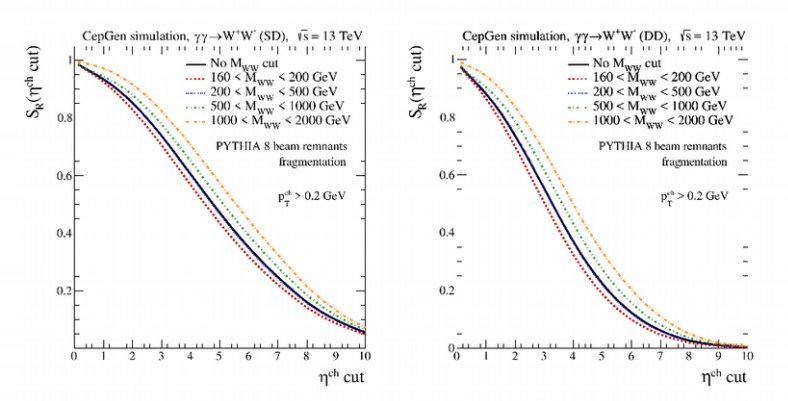 CepGen simulation, γγ→W⁺W⁻ (SD), √s = 13 TeV
S_R(η^ch cut)
1
0.8
0.6
0.4
0.2
No M_WW cut
160 < M_WW < 200 GeV
200 < M_WW < 500 GeV
500 < M_WW < 1000 GeV
1000 < M_WW < 2000 GeV
PYTHIA 8 beam remnants
fragmentation
p_T^ch > 0.2 GeV
0 1 2 3 4 5 6 7 8 9 10
η^ch cut
CepGen simulation, γγ→W⁺W⁻ (DD), √s = 13 TeV
S_R(η^ch cut)
1
0.8
0.6
0.4
0.2
0
No M_WW cut
160 < M_WW < 200 GeV
200 < M_WW < 500 GeV
500 < M_WW < 1000 GeV
1000 < M_WW < 2000 GeV
PYTHIA 8 beam remnants
fragmentation
p_T^ch > 0.2 GeV
0 1 2 3 4 5 6 7 8 9 10
η^ch cut